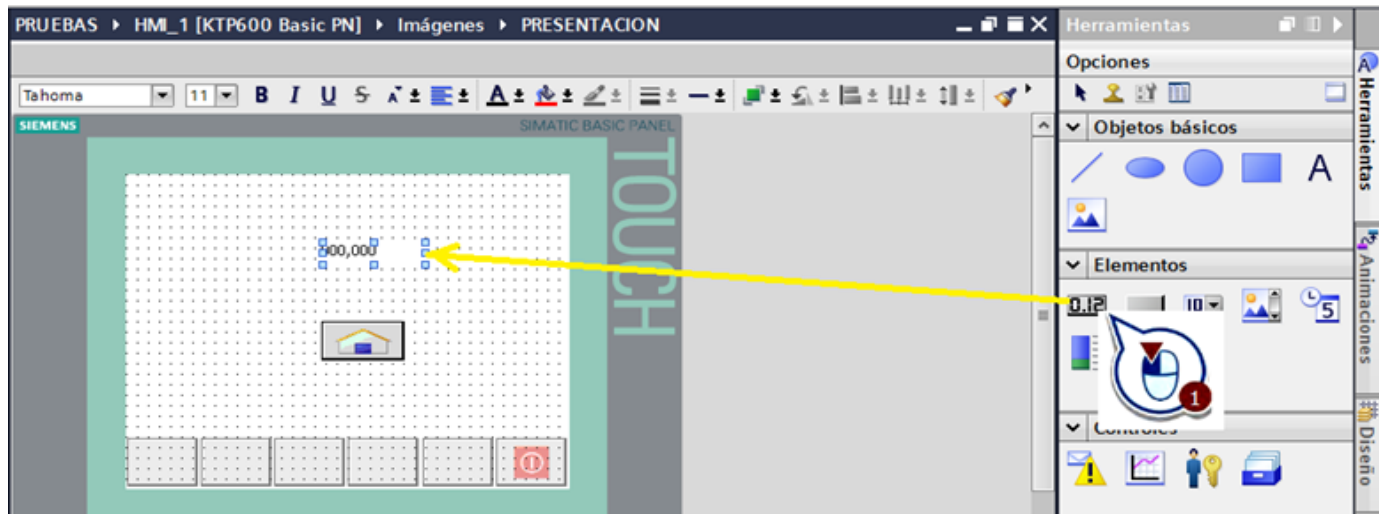 PRUEBAS ▸ HMI_1 [KTP600 Basic PN] ▸ Imágenes ▸ PRESENTACION
Herramientas
Opciones
Tahoma 11 B I U S A A
SIEMENS SIMATIC BASIC PANEL
TOUCH
000,000
Objetos básicos
A
Elementos
0.12 10 5
1
Controles
Herramientas
Animaciones
Diseño